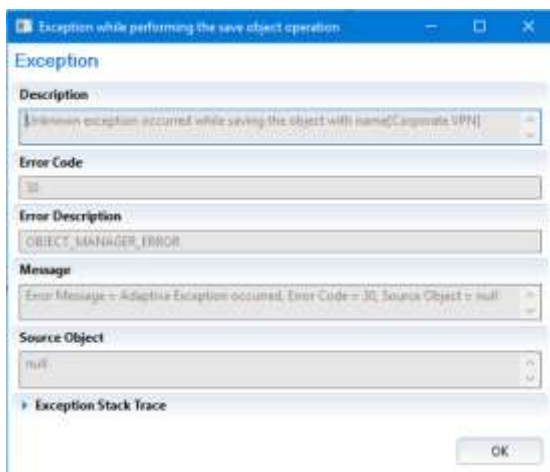 Exception while performing the save object operation
Exception
Description
Unknown exception occurred while saving the object with name[Corporate VPN]
Error Code
30
Error Description
OBJECT_MANAGER_ERROR
Message
Error Message = Adaptive Exception occurred, Error Code = 30, Source Object = null
Source Object
null
Exception Stack Trace
OK